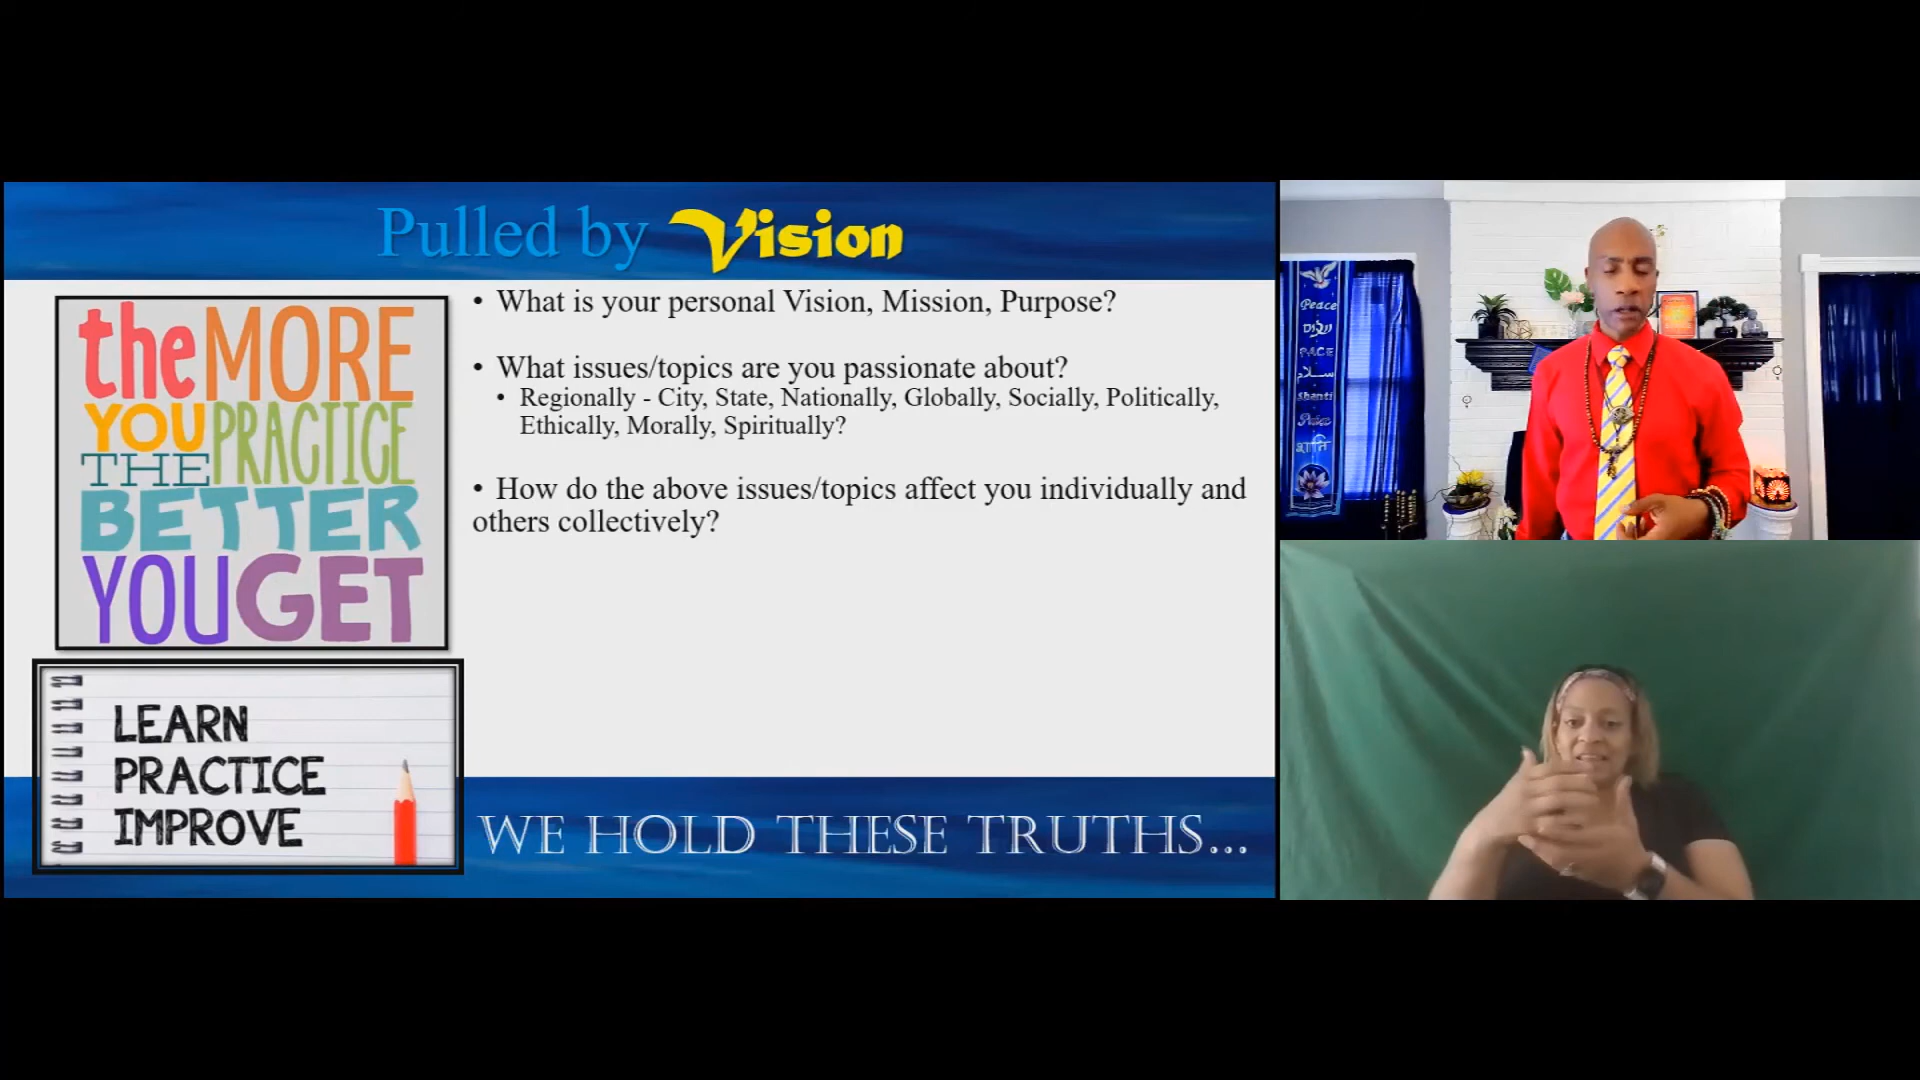 Pulled by Vision
the MORE
YOU PRACTICE
THE
BETTER
YOU GET
• What is your personal Vision, Mission, Purpose?
• What issues/topics are you passionate about?
• Regionally - City, State, Nationally, Globally, Socially, Politically,
Ethically, Morally, Spiritually?
• How do the above issues/topics affect you individually and
others collectively?
LEARN
PRACTICE
IMPROVE
WE HOLD THESE TRUTHS...
Peace
שלום
PACE
سلام
Shanti